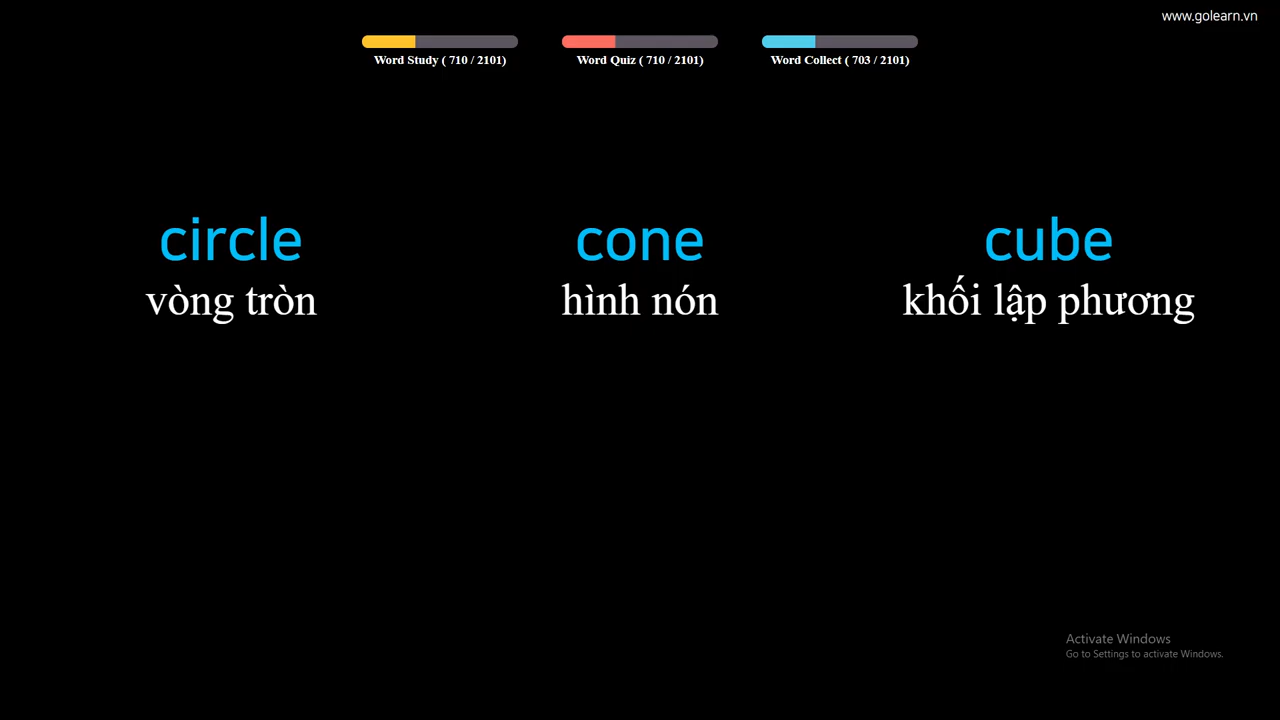 www.golearn.vn
Word Study ( 710 / 2101)
Word Quiz ( 710 / 2101)
Word Collect ( 703 / 2101)
circle
vòng tròn
cone
hình nón
cube
khối lập phương
Activate Windows
Go to Settings to activate Windows.